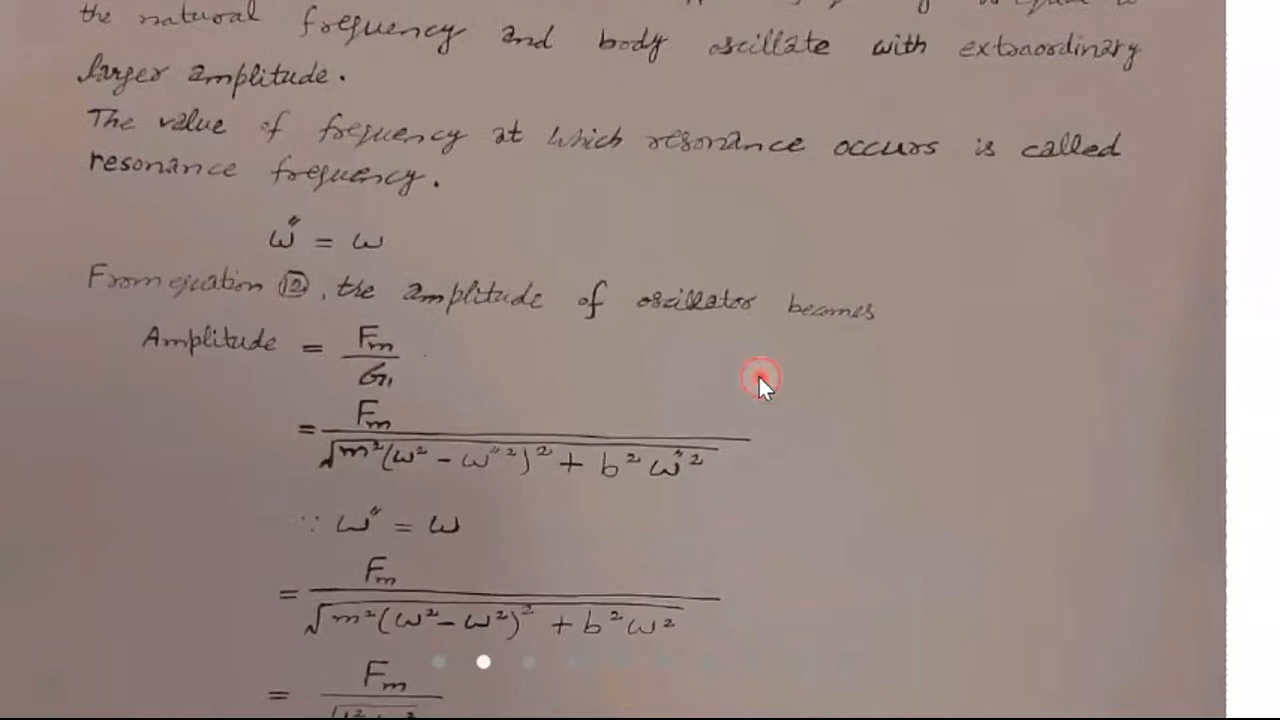 the natural frequency and body oscillate with extraordinary
larger amplitude.
The value of frequency at which resonance occurs is called
resonance frequency.
ω″ = ω
From equation ⑫, the amplitude of oscillator becomes
Amplitude = Fm/G₁
= Fm/√(m²(ω² - ω″²)² + b²ω″²)
∵ ω″ = ω
= Fm/√(m²(ω² - ω²)² + b²ω²)
= Fm